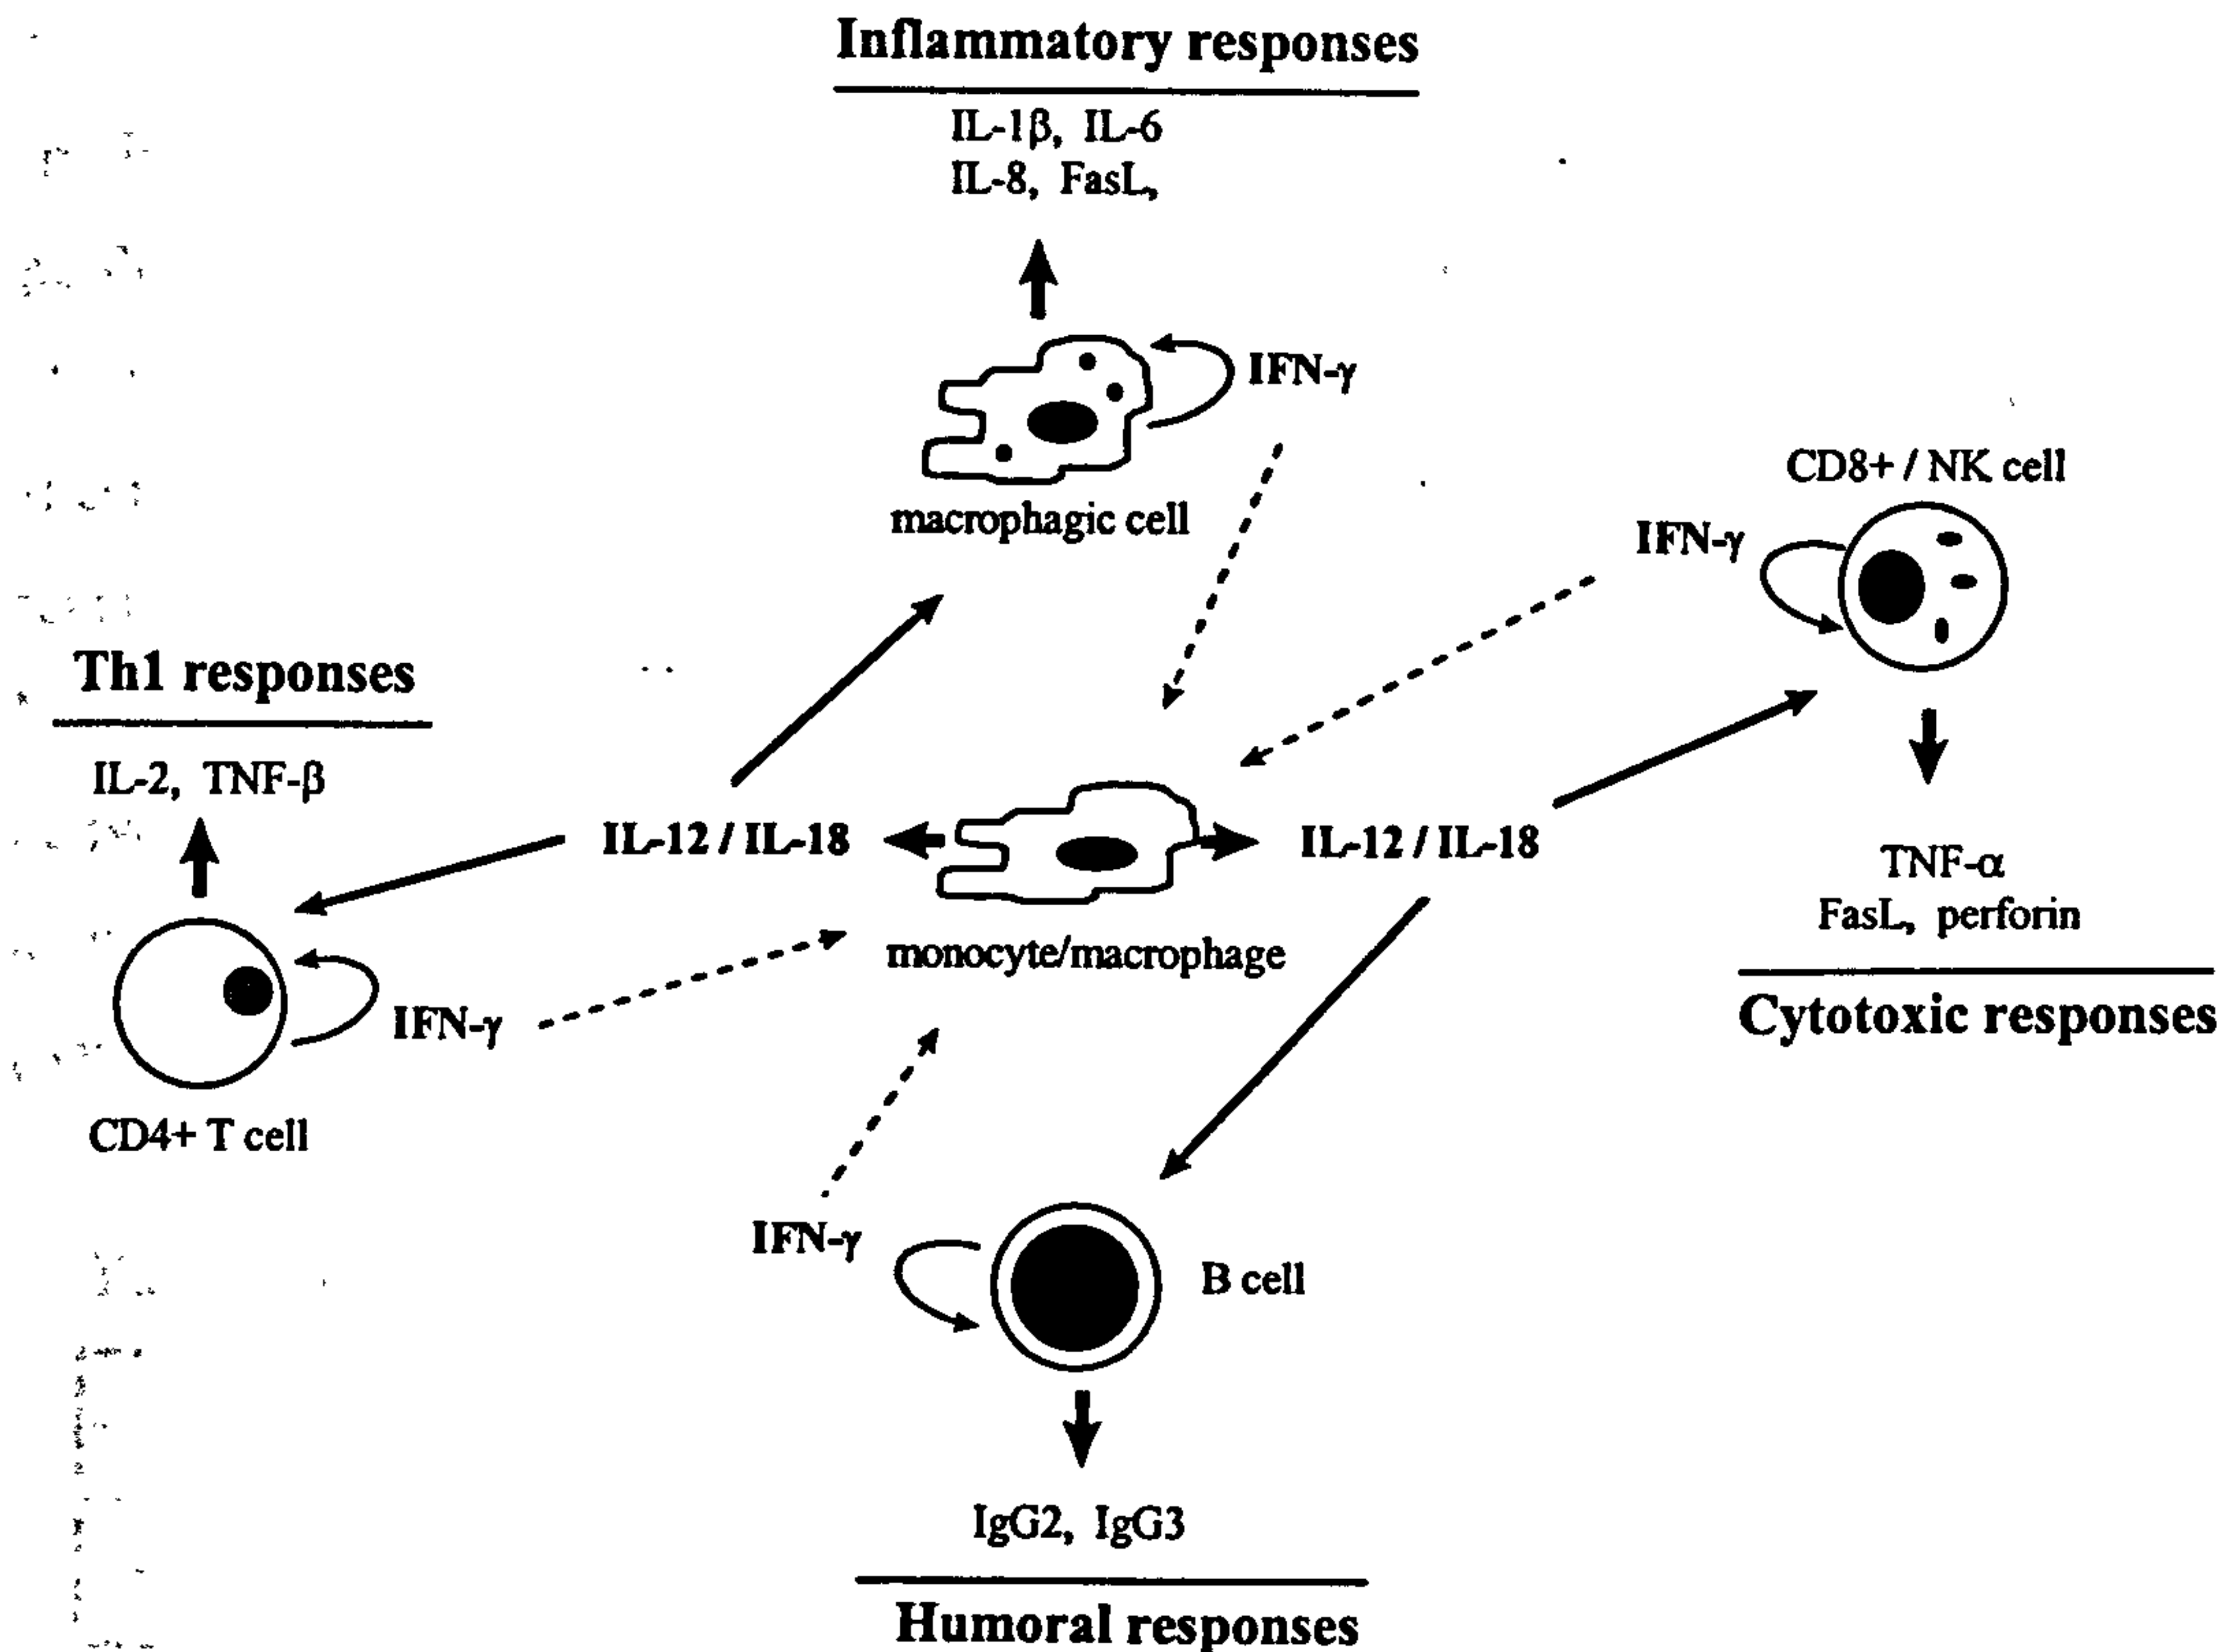 Inflammatory responses
IL-1β, IL-6
IL-8, FasL,
IFN-γ
macrophagic cell
CD8+ / NK cell
IFN-γ
Th1 responses
IL-2, TNF-β
IL-12 / IL-18
IL-12 / IL-18
TNF-α
FasL, perforin
monocyte/macrophage
Cytotoxic responses
IFN-γ
CD4+ T cell
IFN-γ
B cell
IgG2, IgG3
Humoral responses